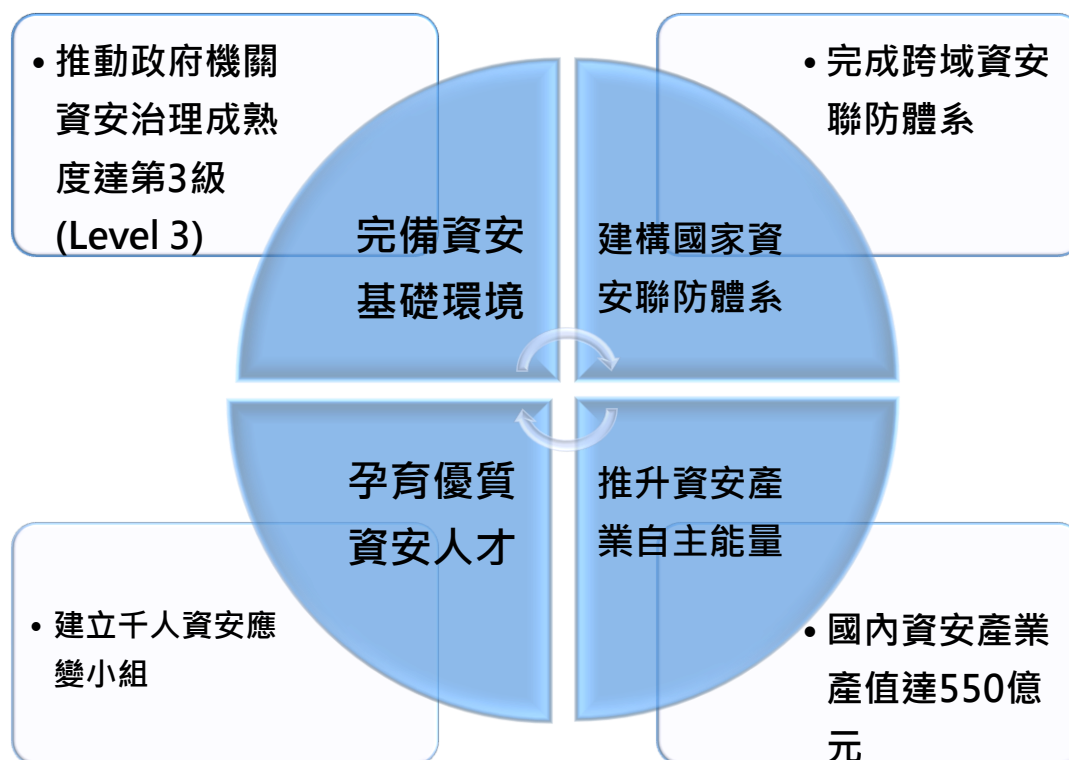 • 推動政府機關
資安治理成熟
度達第3級
(Level 3)
• 完成跨域資安
聯防體系
完備資安
基礎環境
建構國家資
安聯防體系
孕育優質
資安人才
推升資安產
業自主能量
• 建立千人資安應
變小組
• 國內資安產業
產值達550億
元